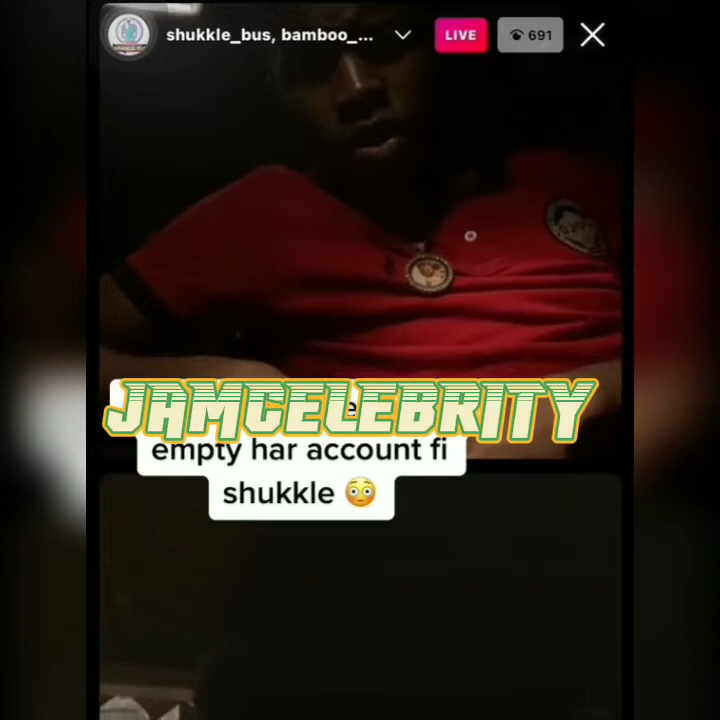 shukkle_bus, bamboo_...
LIVE
691
JAMCELEBRITY
empty har account fi
shukkle 😳